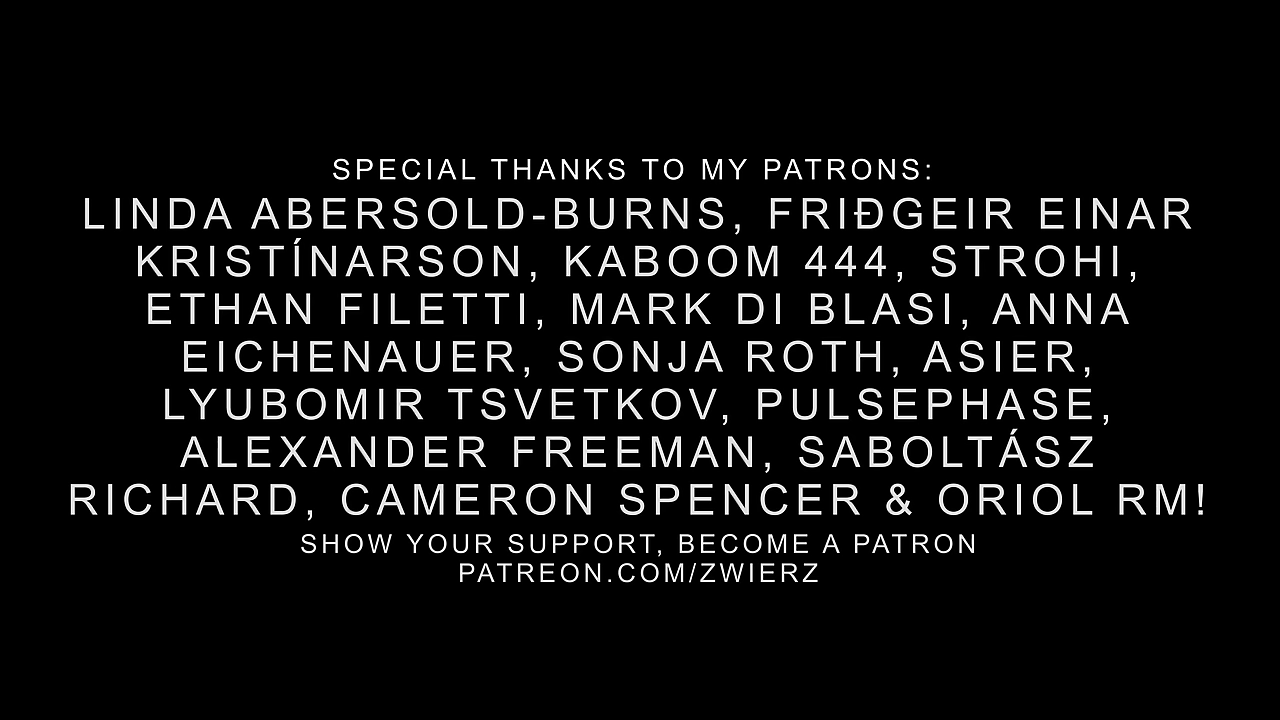 SPECIAL THANKS TO MY PATRONS:
LINDA ABERSOLD-BURNS, FRIÐGEIR EINAR
KRISTÍNARSON, KABOOM 444, STROHI,
ETHAN FILETTI, MARK DI BLASI, ANNA
EICHENAUER, SONJA ROTH, ASIER,
LYUBOMIR TSVETKOV, PULSEPHASE,
ALEXANDER FREEMAN, SABOLTÁSZ
RICHARD, CAMERON SPENCER & ORIOL RM!
SHOW YOUR SUPPORT, BECOME A PATRON
PATREON.COM/ZWIERZ